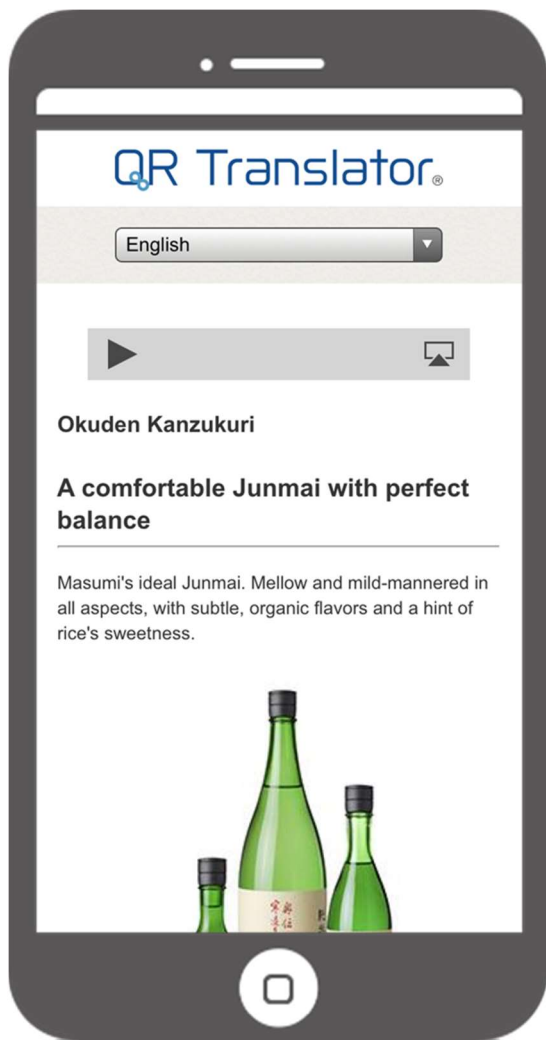 QR Translator®
English
Okuden Kanzukuri
A comfortable Junmai with perfect
balance
Masumi's ideal Junmai. Mellow and mild-mannered in
all aspects, with subtle, organic flavors and a hint of
rice's sweetness.